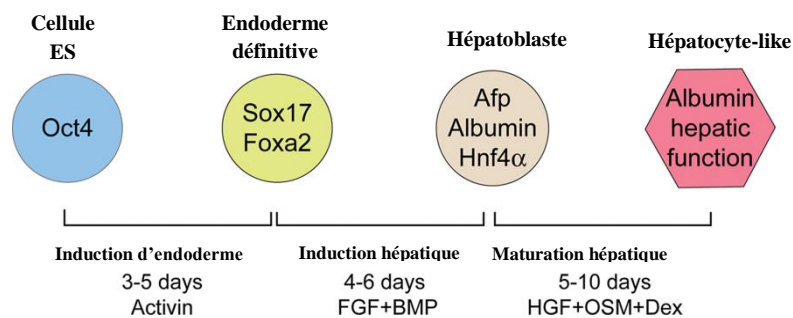 Cellule
ES
Endoderme
définitive
Hépatoblaste
Hépatocyte-like
Oct4
Sox17
Foxa2
Afp
Albumin
Hnf4α
Albumin
hepatic
function
Induction d'endoderme
3-5 days
Activin
Induction hépatique
4-6 days
FGF+BMP
Maturation hépatique
5-10 days
HGF+OSM+Dex